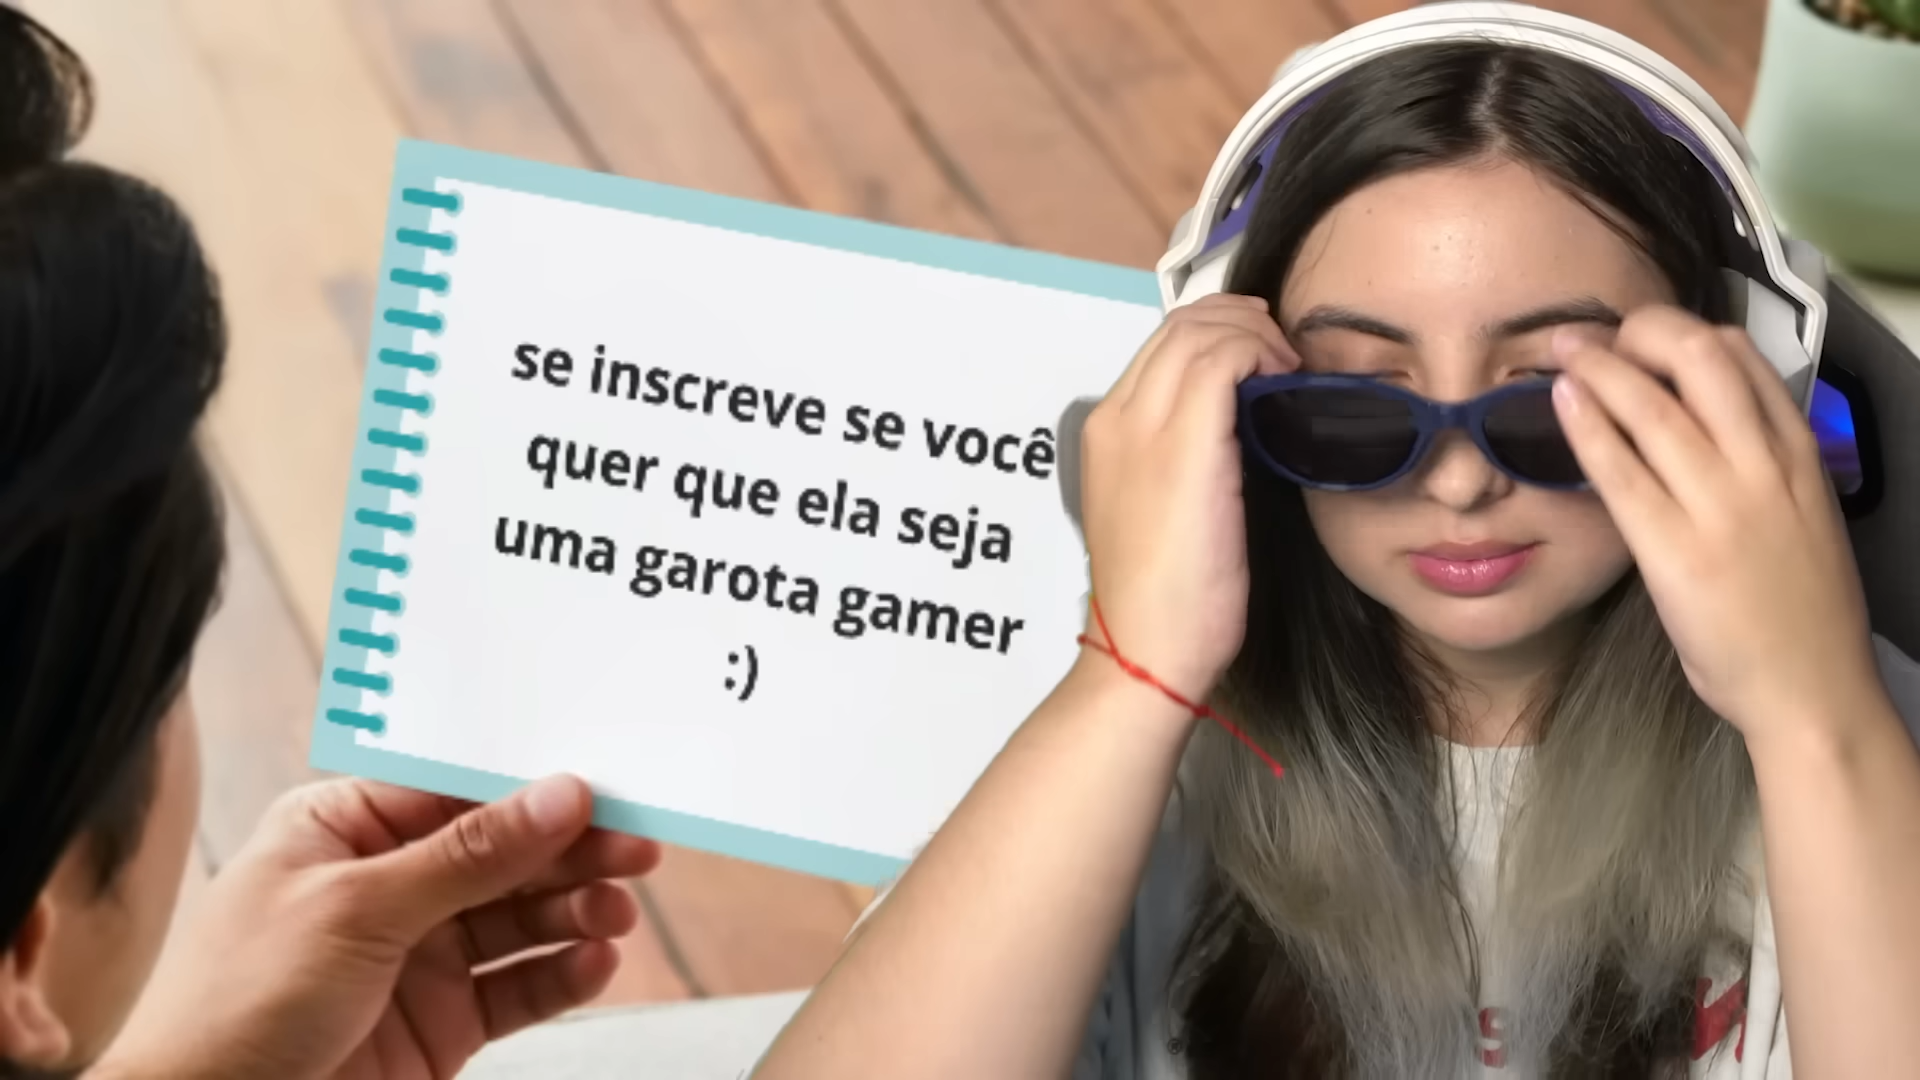 se inscreve se você
quer que ela seja
uma garota gamer
:)